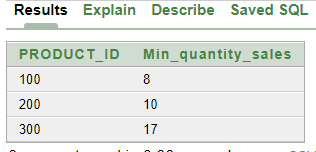 Results Explain Describe Saved SQL
PRODUCT_ID Min_quantity_sales
100 8
200 10
300 17